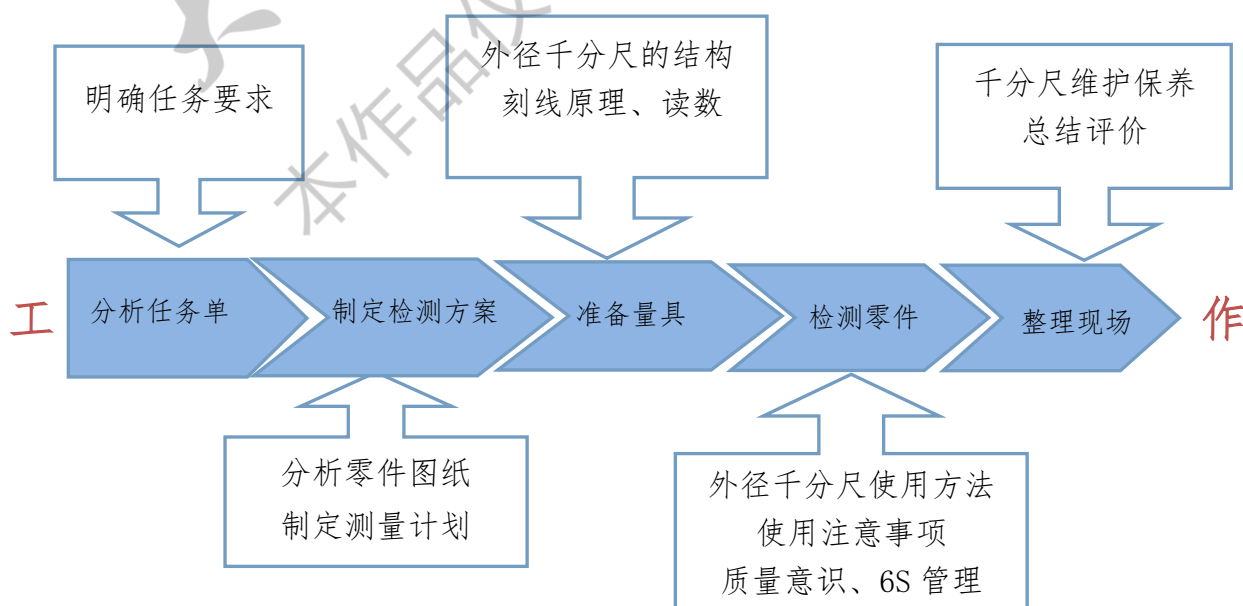 明确任务要求
外径千分尺的结构
刻线原理、读数
千分尺维护保养
总结评价
工
分析任务单
制定检测方案
准备量具
检测零件
整理现场
作
分析零件图纸
制定测量计划
外径千分尺使用方法
使用注意事项
质量意识、6S 管理
本作品仅